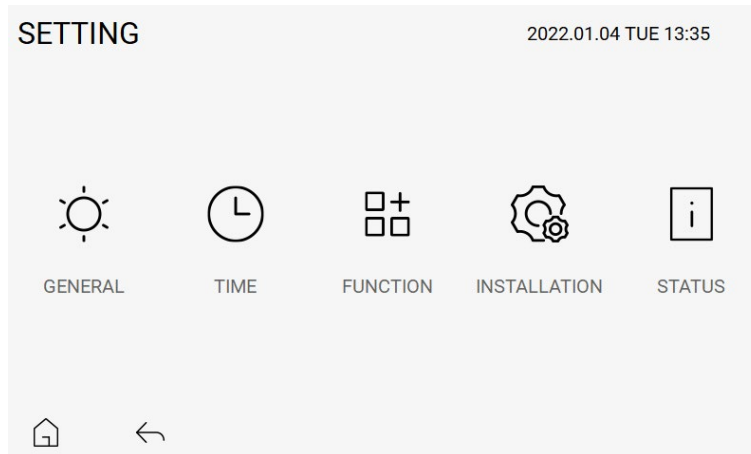 SETTING
2022.01.04 TUE 13:35
GENERAL
TIME
FUNCTION
INSTALLATION
i
STATUS